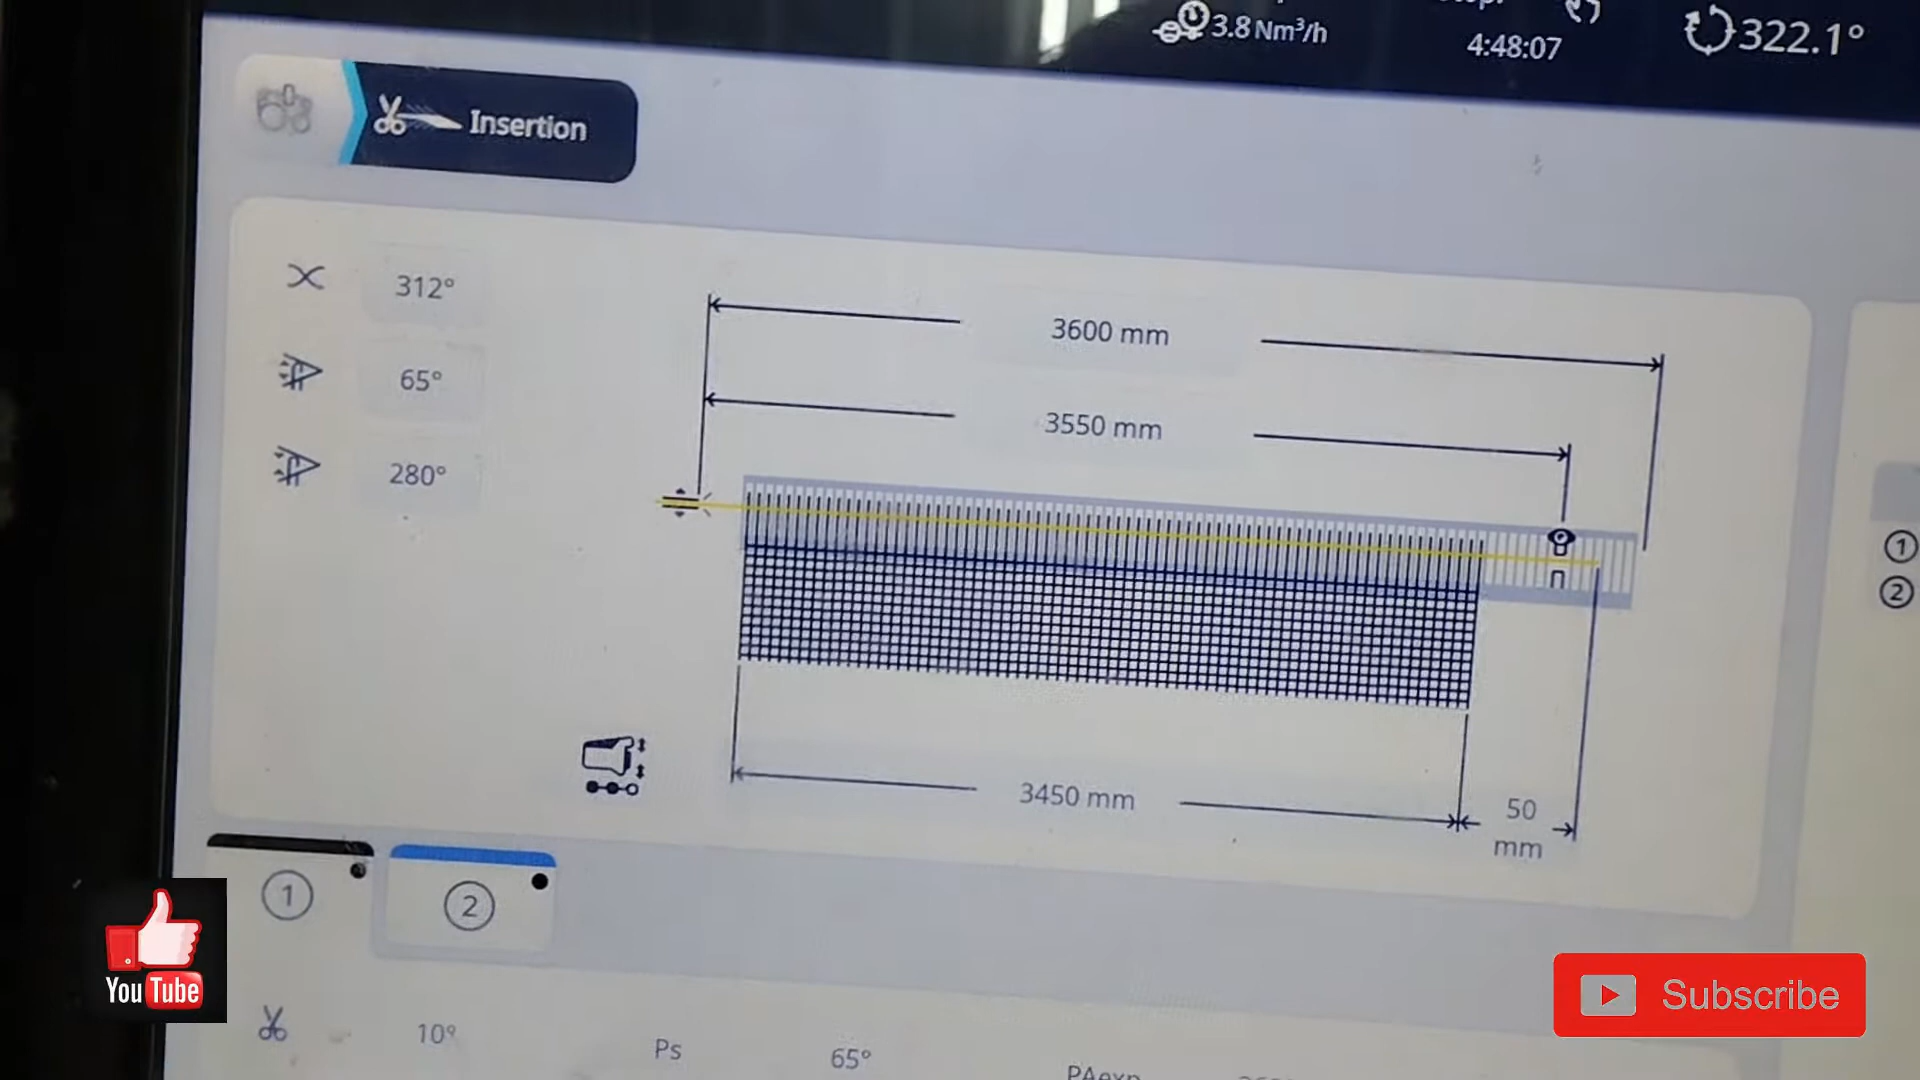 3.8 Nm³/h
4:48:07
322.1°
Insertion
312°
65°
280°
3600 mm
3550 mm
3450 mm
50
mm
1
2
1
2
10°
Ps
65°
You Tube
Subscribe